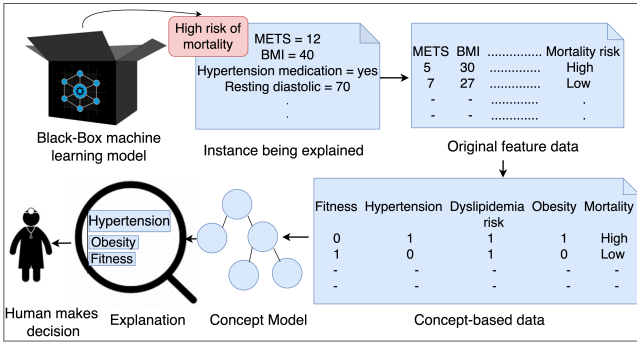 High risk of
mortality
Black-Box machine
learning model
METS = 12
BMI = 40
Hypertension medication = yes
Resting diastolic = 70
.
.
Instance being explained
METS BMI ............... Mortality risk
5 30 ............. High
7 27 ............. Low
- - ............. .
- - ............. .
Original feature data
Fitness Hypertension Dyslipidemia Obesity Mortality
risk
0 1 1 1 High
1 0 1 0 Low
- - - - -
- - - - -
Concept-based data
Concept Model
Hypertension
Obesity
Fitness
Explanation
Human makes
decision